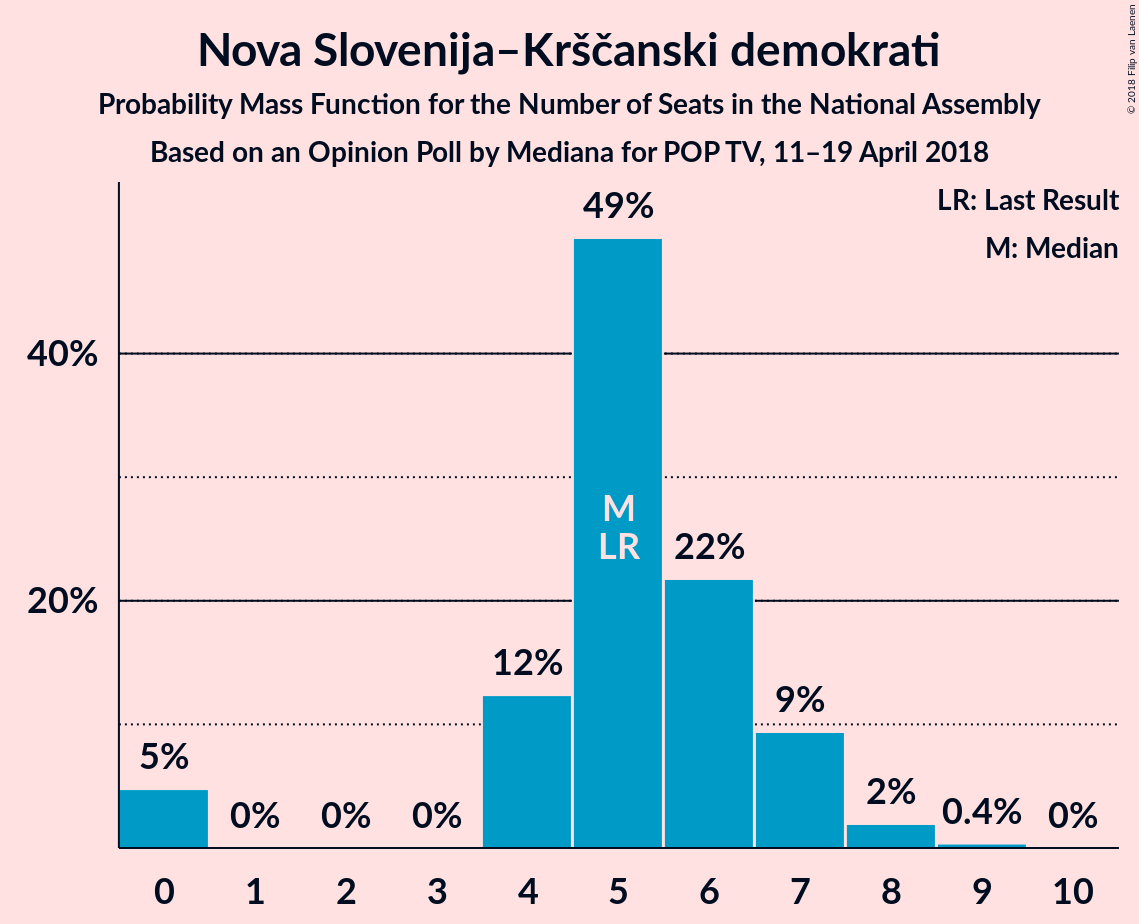 Nova Slovenija–Krščanski demokrati
Probability Mass Function for the Number of Seats in the National Assembly
Based on an Opinion Poll by Mediana for POP TV, 11–19 April 2018
© 2018 Filip van Laenen
LR: Last Result
M: Median
40%
20%
5%
0%
0%
0%
12%
49%
M
LR
22%
9%
2%
0.4%
0%
0 1 2 3 4 5 6 7 8 9 10